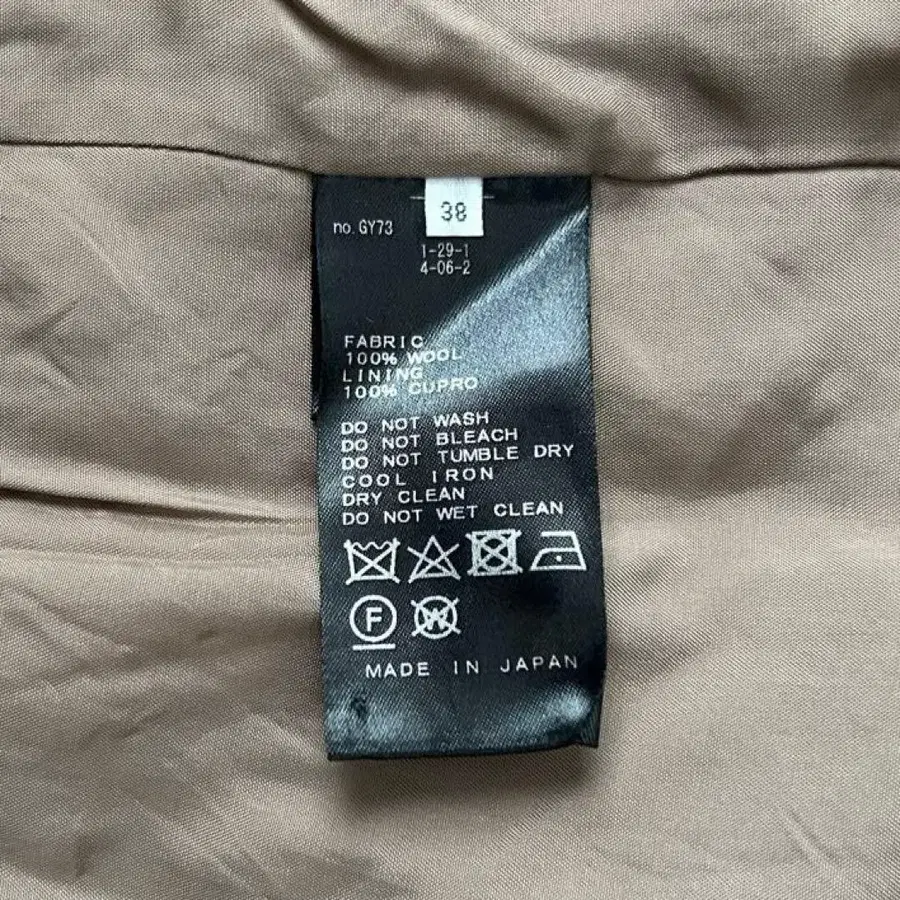 38
no. GY73
1-29-1
4-06-2
FABRIC
100% WOOL
LINING
100% CUPRO
DO NOT WASH
DO NOT BLEACH
DO NOT TUMBLE DRY
COOL IRON
DRY CLEAN
DO NOT WET CLEAN
F W
MADE IN JAPAN